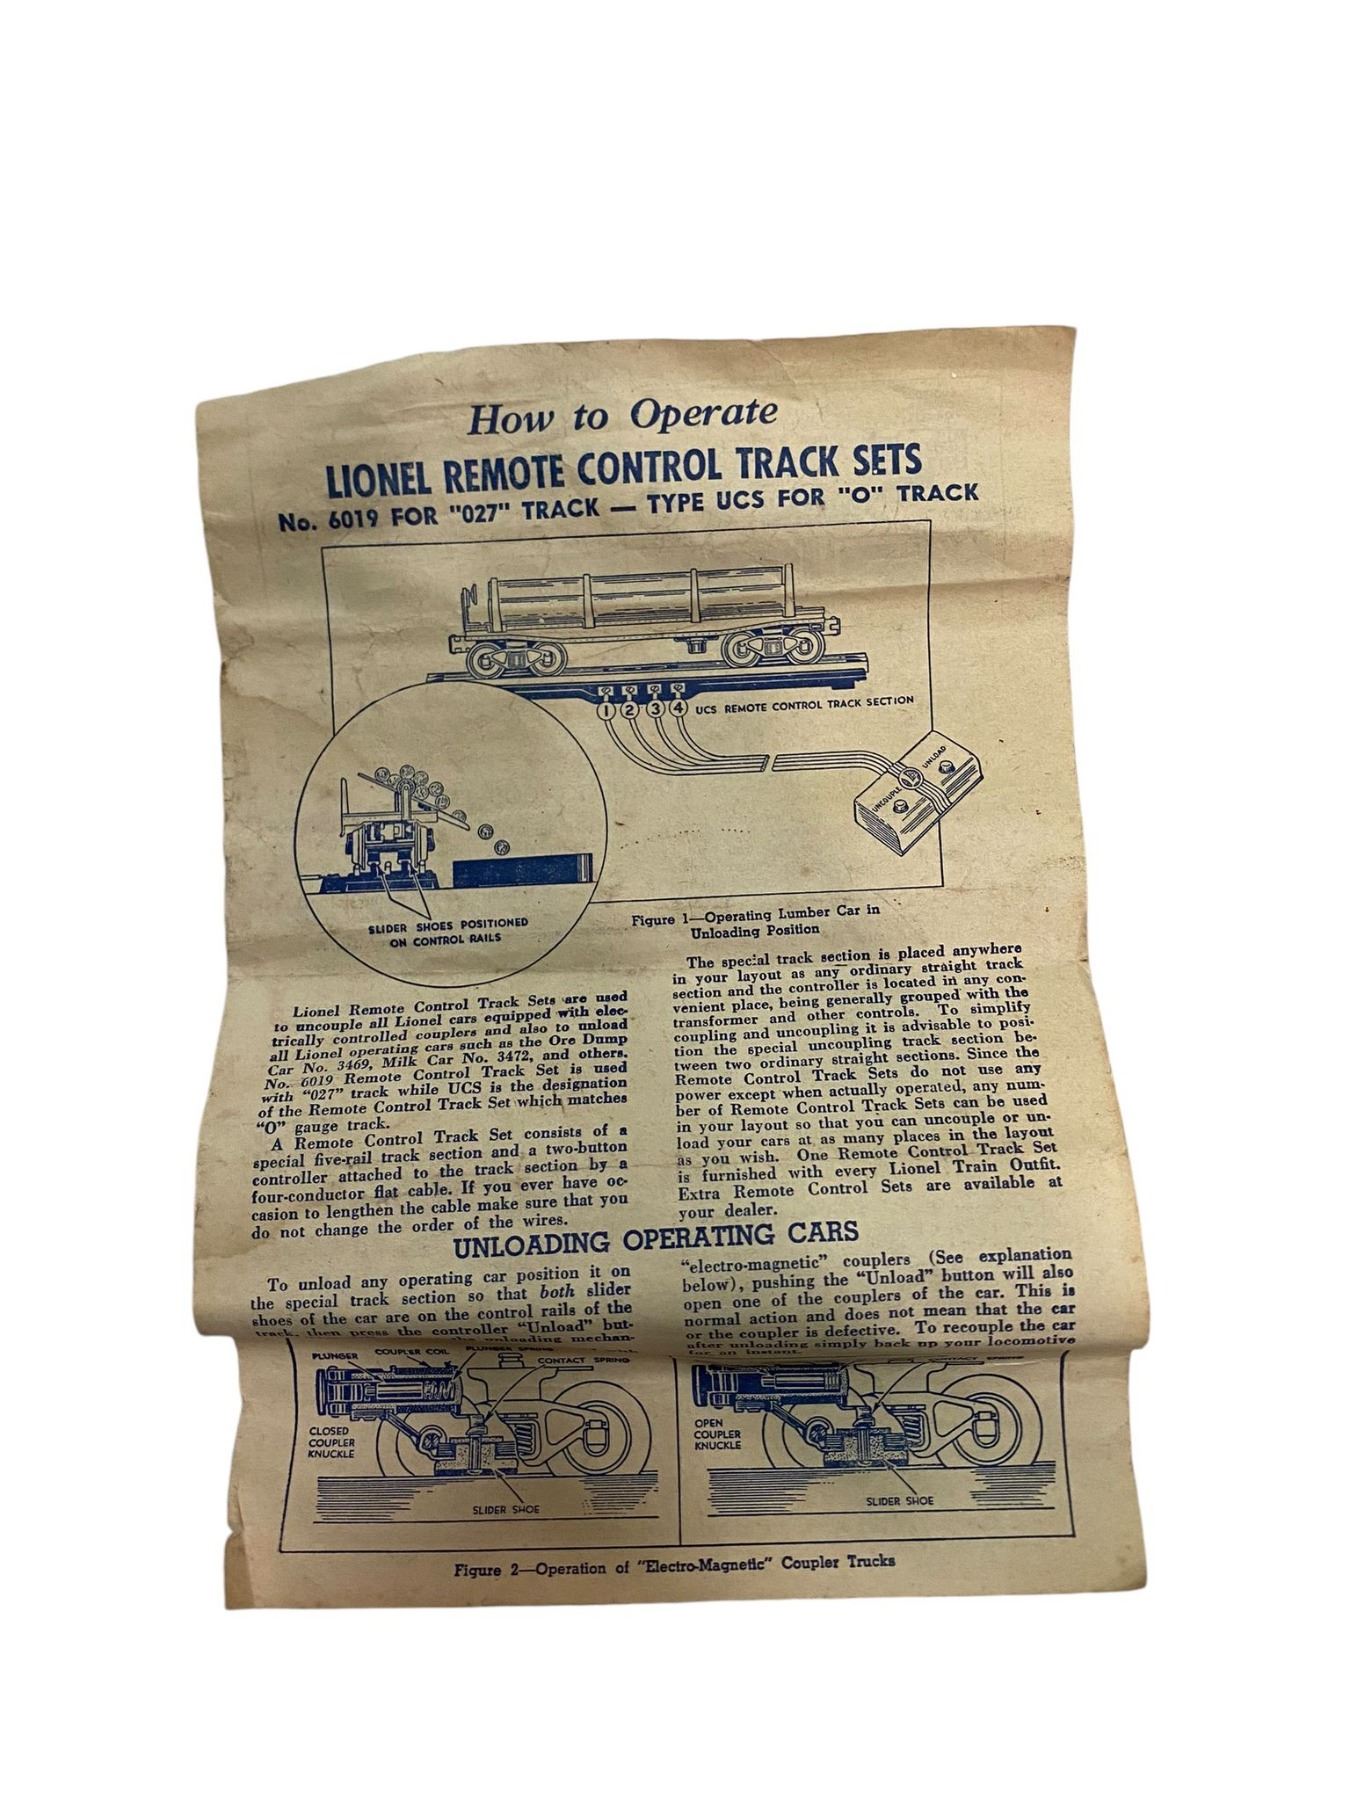 How to Operate
LIONEL REMOTE CONTROL TRACK SETS
No. 6019 FOR "027" TRACK — TYPE UCS FOR "O" TRACK
1 2 3 4
UCS REMOTE CONTROL TRACK SECTION
UNCOUPLE
UNLOAD
SLIDER SHOES POSITIONED
ON CONTROL RAILS
Figure 1—Operating Lumber Car in
Unloading Position
Lionel Remote Control Track Sets are used
to uncouple all Lionel cars equipped with elec-
trically controlled couplers and also to unload
all Lionel operating cars such as the Ore Dump
Car No. 3469, Milk Car No. 3472, and others.
No. 6019 Remote Control Track Set is used
with "027" track while UCS is the designation
of the Remote Control Track Set which matches
"O" gauge track.
A Remote Control Track Set consists of a
special five-rail track section and a two-button
controller attached to the track section by a
four-conductor flat cable. If you ever have oc-
casion to lengthen the cable make sure that you
do not change the order of the wires.
The special track section is placed anywhere
in your layout as any ordinary straight track
section and the controller is located in any con-
venient place, being generally grouped with the
transformer and other controls. To simplify
coupling and uncoupling it is advisable to posi-
tion the special uncoupling track section be-
tween two ordinary straight sections. Since the
Remote Control Track Sets do not use any
power except when actually operated, any num-
ber of Remote Control Track Sets can be used
in your layout so that you can uncouple or un-
load your cars at as many places in the layout
as you wish. One Remote Control Track Set
is furnished with every Lionel Train Outfit.
Extra Remote Control Sets are available at
your dealer.
UNLOADING OPERATING CARS
To unload any operating car position it on
the special track section so that both slider
shoes of the car are on the control rails of the
track, then press the controller "Unload" but-
the unloading mechan-
"electro-magnetic" couplers (See explanation
below), pushing the "Unload" button will also
open one of the couplers of the car. This is
normal action and does not mean that the car
or the coupler is defective. To recouple the car
after unloading simply back up your locomotive
for an instant.
PLUNGER
COUPLER COIL
PLUNGER SPRING
CONTACT SPRING
CLOSED
COUPLER
KNUCKLE
SLIDER SHOE
CONTACT SPRING
OPEN
COUPLER
KNUCKLE
SLIDER SHOE
Figure 2—Operation of "Electro-Magnetic" Coupler Trucks